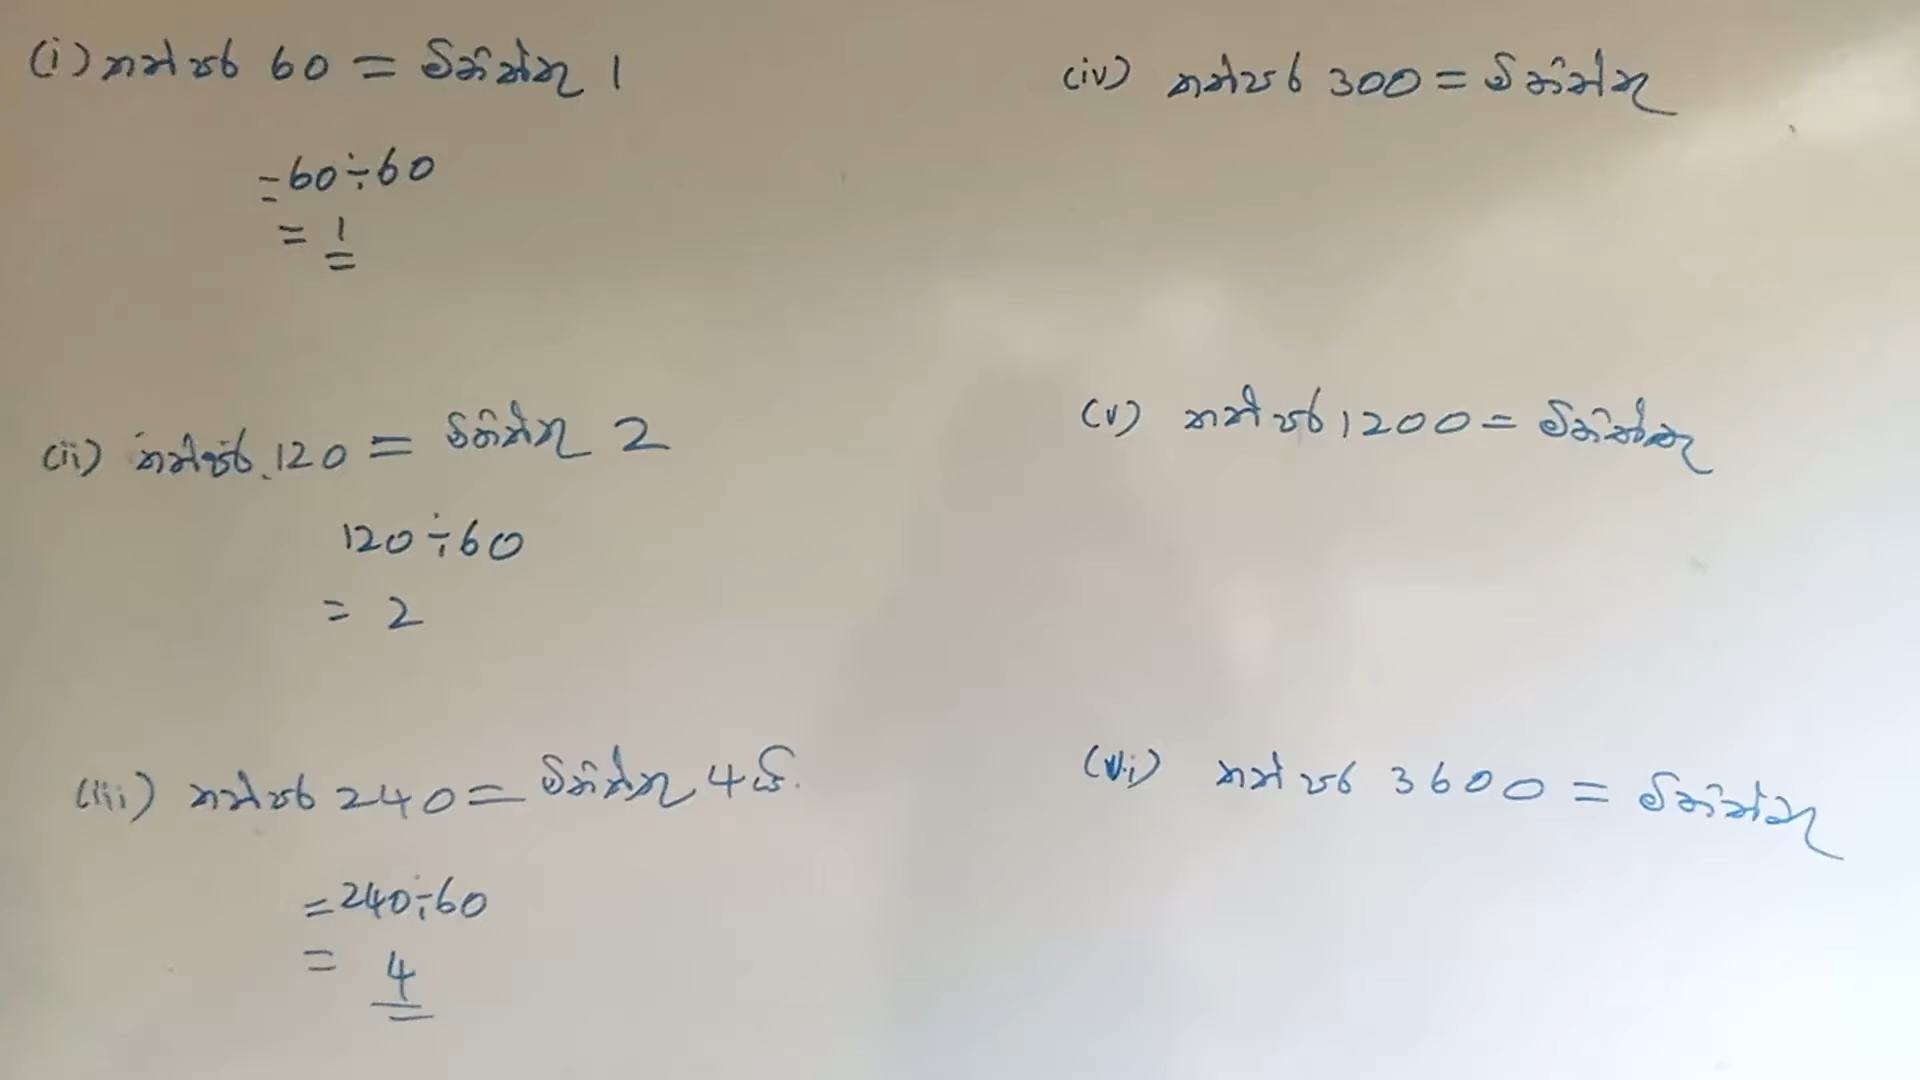 (i) තත්පර 60 = මිනිත්තු 1
= 60 ÷ 60
= 1
(ii) තත්පර 120 = මිනිත්තු 2
120 ÷ 60
= 2
(iii) තත්පර 240 = මිනිත්තු 4යි.
= 240 ÷ 60
= 4
(iv) තත්පර 300 = මිනිත්තු
(v) තත්පර 1200 = මිනිත්තු
(vi) තත්පර 3600 = මිනිත්තු